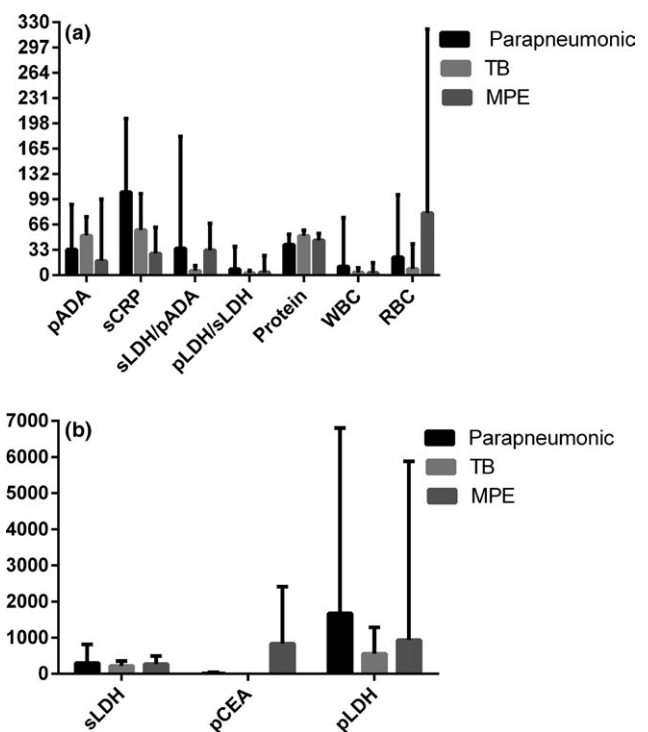 (a)
Parapneumonic
TB
MPE
330
297
264
231
198
165
132
99
66
33
0
pADA
sCRP
sLDH/pADA
pLDH/sLDH
Protein
WBC
RBC
(b)
Parapneumonic
TB
MPE
7000
6000
5000
4000
3000
2000
1000
0
sLDH
pCEA
pLDH